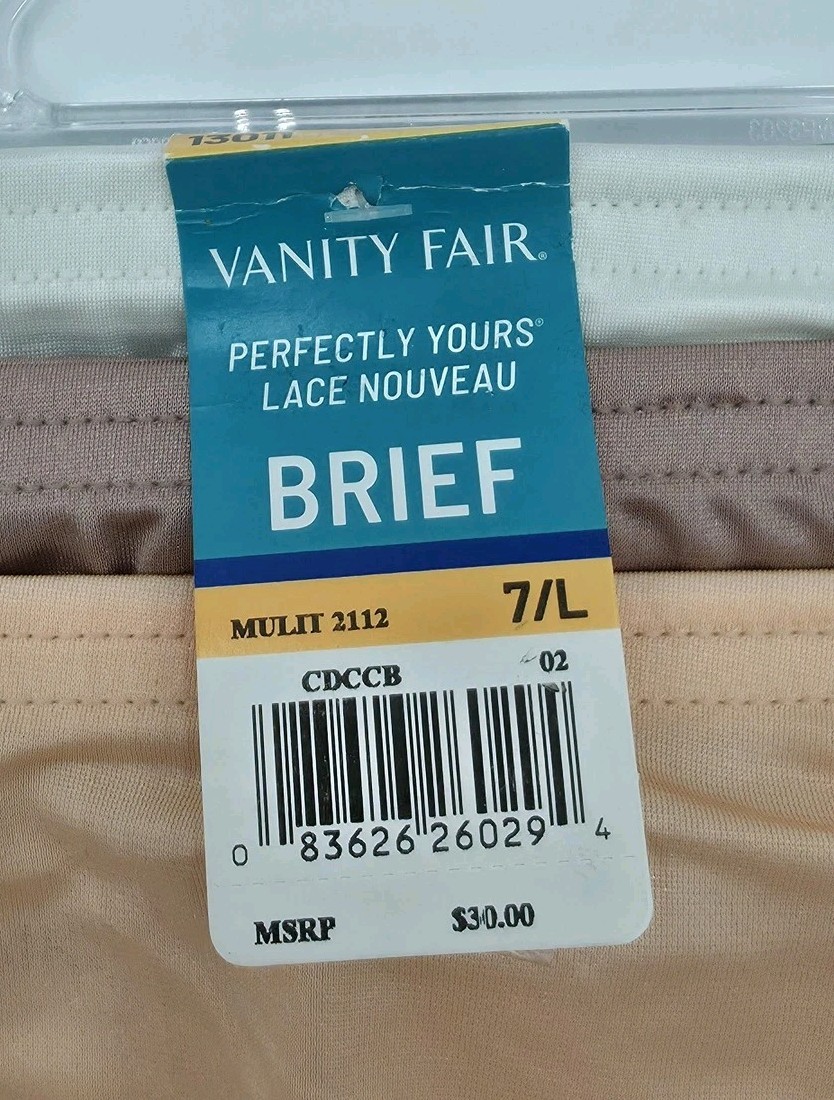 VANITY FAIR®
PERFECTLY YOURS®
LACE NOUVEAU
BRIEF
MULIT 2112 7/L
CDCCB 02
0 83626 26029 4
MSRP $30.00